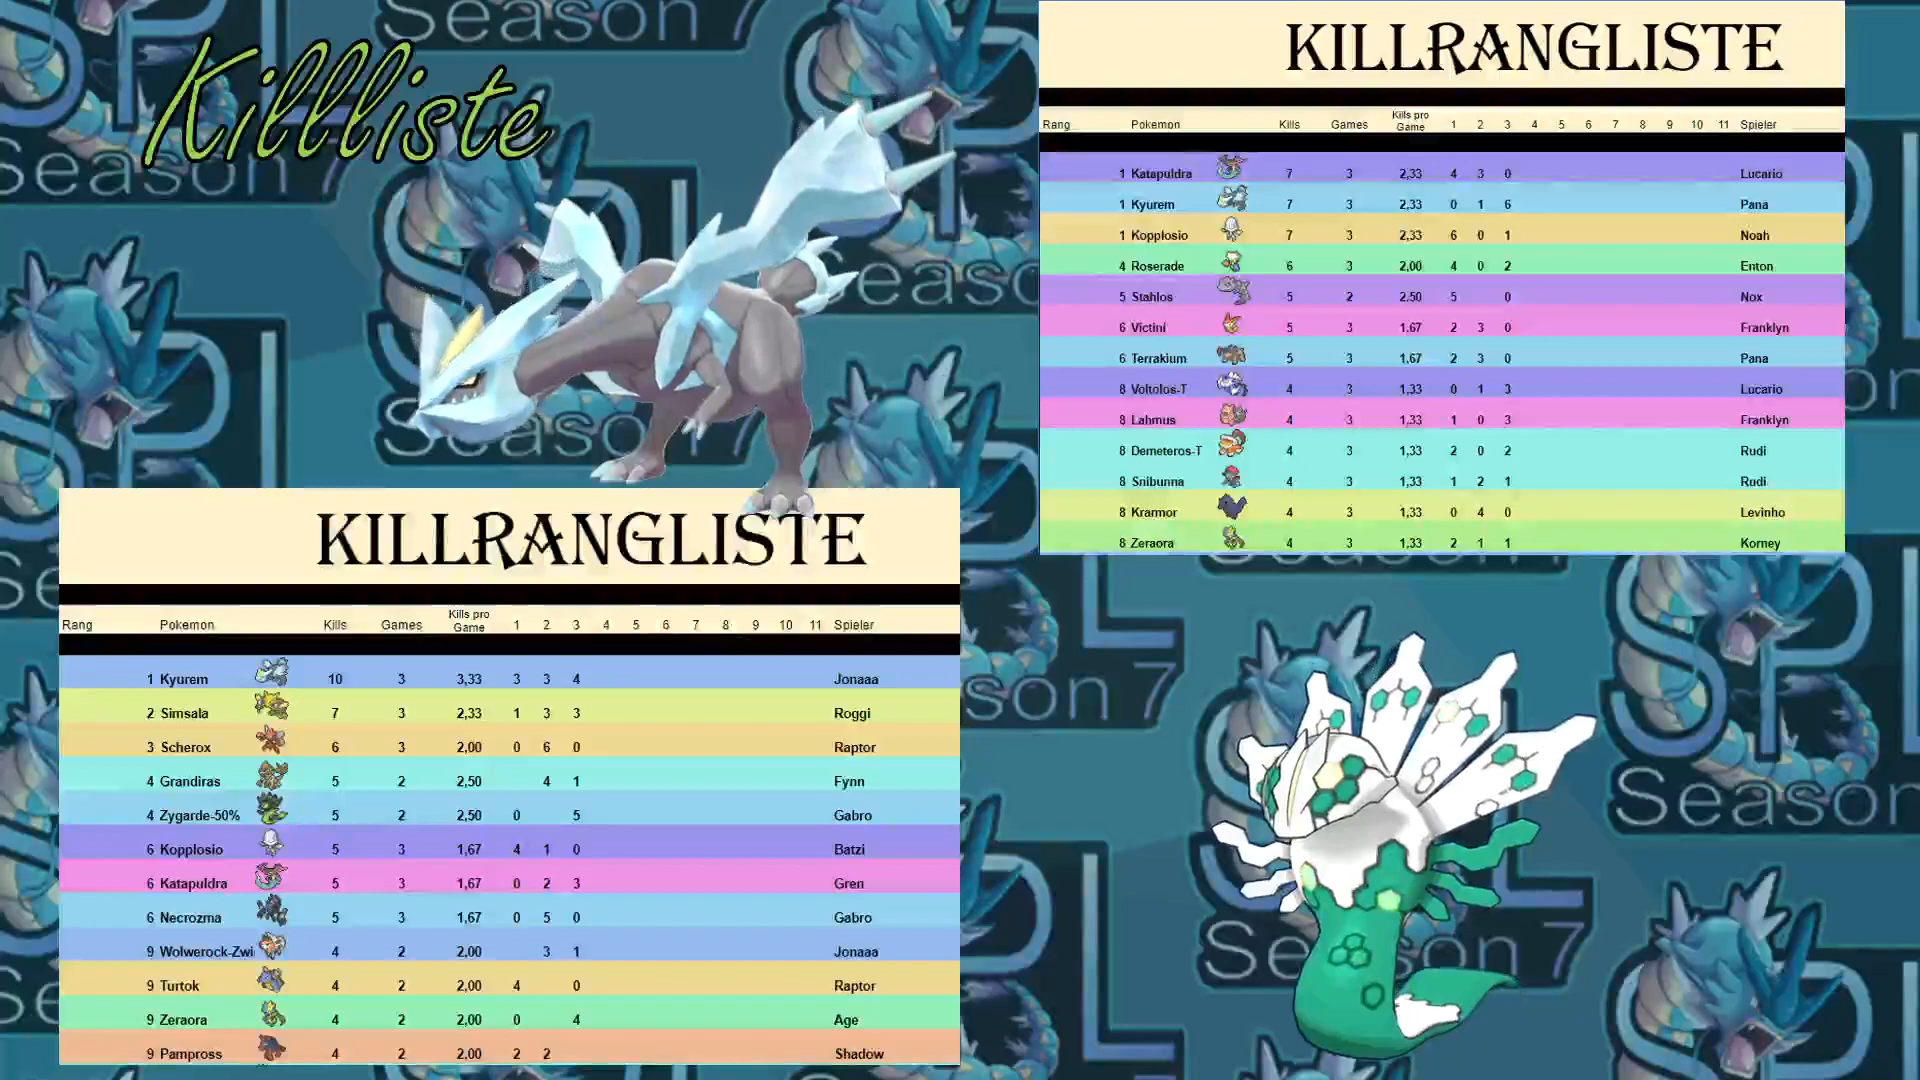 Killliste
KILLRANGLISTE
Rang Pokemon Kills Games Kills pro Game 1 2 3 4 5 6 7 8 9 10 11 Spieler
1 Katapuldra 7 3 2,33 4 3 0 Lucario
1 Kyurem 7 3 2,33 0 1 6 Pana
1 Kopplosio 7 3 2,33 6 0 1 Noah
4 Roserade 6 3 2,00 4 0 2 Enton
5 Stahlos 5 2 2,50 5 0 Nox
6 Victini 5 3 1,67 2 3 0 Franklyn
6 Terrakium 5 3 1,67 2 3 0 Pana
8 Voltolos-T 4 3 1,33 0 1 3 Lucario
8 Lahmus 4 3 1,33 1 0 3 Franklyn
8 Demeteros-T 4 3 1,33 2 0 2 Rudi
8 Snibunna 4 3 1,33 1 2 1 Rudi
8 Kramor 4 3 1,33 0 4 0 Levinho
8 Zeraora 4 3 1,33 2 1 1 Korney
KILLRANGLISTE
Rang Pokemon Kills Games Kills pro Game 1 2 3 4 5 6 7 8 9 10 11 Spieler
1 Kyurem 10 3 3,33 3 3 4 Jonaaa
2 Simsala 7 3 2,33 1 3 3 Roggi
3 Scherox 6 3 2,00 0 6 0 Raptor
4 Grandiras 5 2 2,50 4 1 Fynn
4 Zygarde-50% 5 2 2,50 0 5 Gabro
6 Kopplosio 5 3 1,67 4 1 0 Batzi
6 Katapuldra 5 3 1,67 0 2 3 Gren
6 Necrozma 5 3 1,67 0 5 0 Gabro
9 Wolwerock-Zwi 4 2 2,00 3 1 Jonaaa
9 Turtok 4 2 2,00 4 0 Raptor
9 Zeraora 4 2 2,00 0 4 Age
9 Pampross 4 2 2,00 2 2 Shadow
Season 7
Season 7
Season 7
Season 7
Season 7
Season